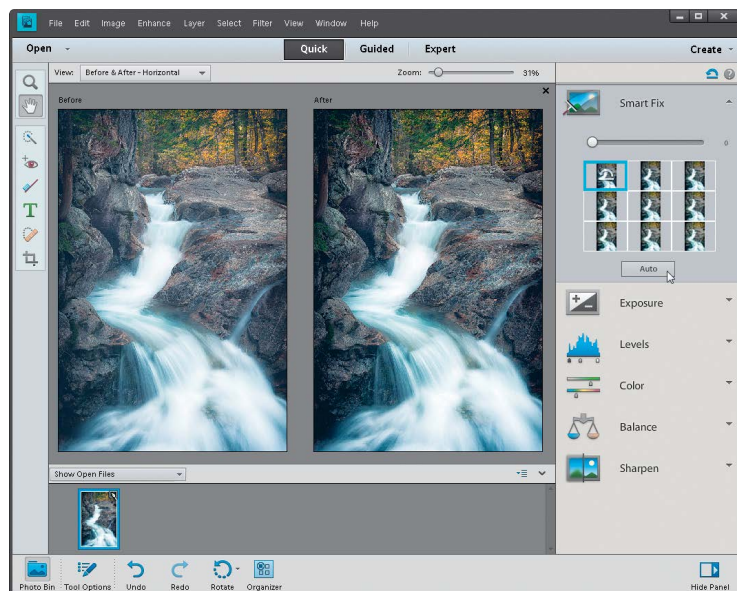 File Edit Image Enhance Layer Select Filter View Window Help
Open Quick Guided Expert Create
View: Before & After - Horizontal Zoom: 31%
Before After
Smart Fix
0
Auto
Exposure
Levels
Color
Balance
Sharpen
Show Open Files
Photo Bin Tool Options Undo Redo Rotate Organizer Hide Panel